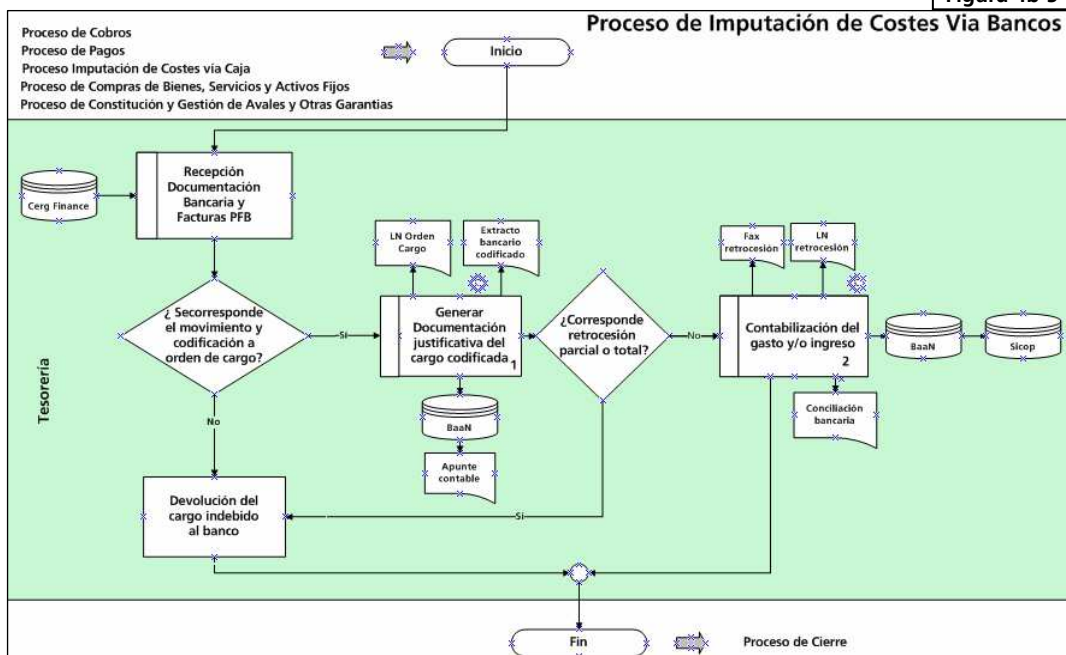 Proceso de Imputación de Costes Via Bancos
Proceso de Cobros
Proceso de Pagos
Proceso Imputación de Costes vía Caja
Proceso de Compras de Bienes, Servicios y Activos Fijos
Proceso de Constitución y Gestión de Avales y Otras Garantias
Inicio
Tesorería
Cerg Finance
Recepción
Documentación
Bancaria y
Facturas PFB
¿ Secorresponde
el movimiento y
codificación a
orden de cargo?
Si
No
LN Orden
Cargo
Extracto
bancario
codificado
Generar
Documentación
justificativa del
cargo codificada
1
BaaN
Apunte
contable
¿Corresponde
retrocesión
parcial o total?
No
Si
Fax
retrocesión
LN
retrocesión
Contabilización del
gasto y/o ingreso
2
BaaN
Sicop
Conciliación
bancaria
Devolución del
cargo indebido
al banco
Fin
Proceso de Cierre